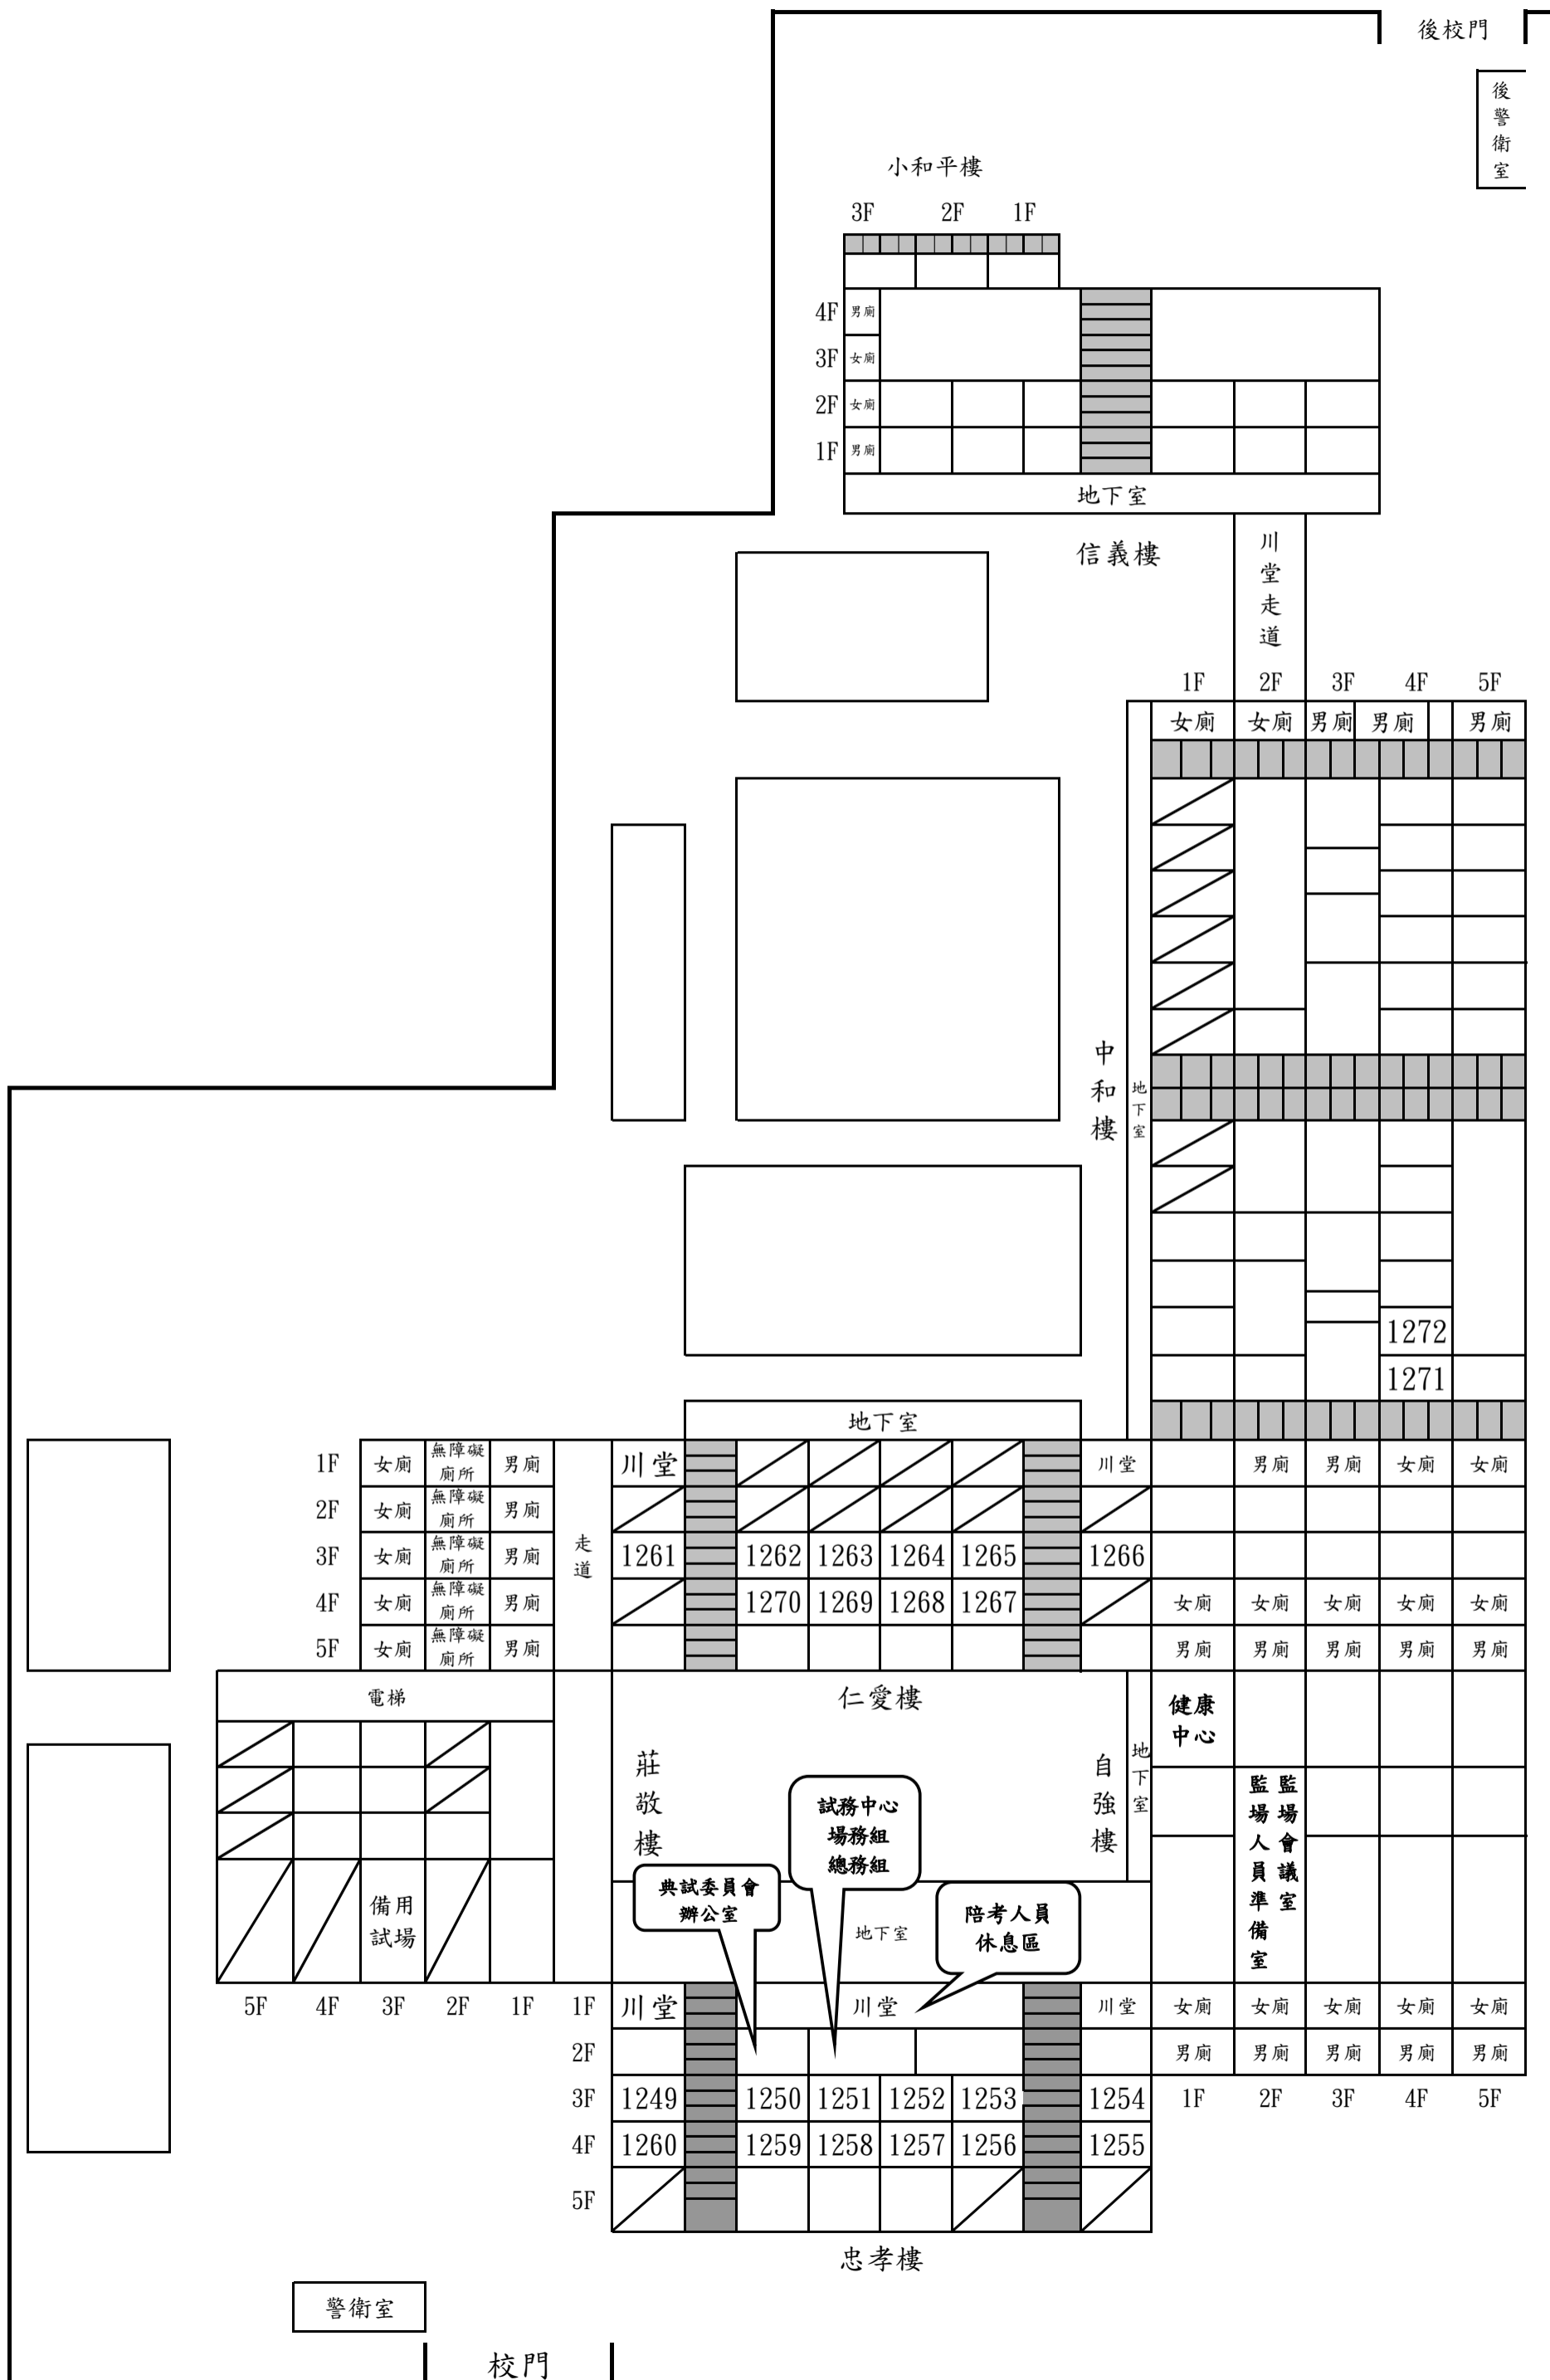 後校門
後警衛室
小和平樓
3F 2F 1F
4F 男廁
3F 女廁
2F 女廁
1F 男廁
地下室
信義樓
川堂走道
1F 2F 3F 4F 5F
女廁 女廁 男廁 男廁 男廁
中和樓
地下室
1272
1271
地下室
1F 女廁 無障礙廁所 男廁 川堂 川堂 男廁 男廁 女廁 女廁
2F 女廁 無障礙廁所 男廁
走道
3F 女廁 無障礙廁所 男廁 1261 1262 1263 1264 1265 1266
4F 女廁 無障礙廁所 男廁 1270 1269 1268 1267 女廁 女廁 女廁 女廁 女廁
5F 女廁 無障礙廁所 男廁 男廁 男廁 男廁 男廁 男廁
電梯
仁愛樓
健康
中心
莊敬樓
自強樓
地下室
試務中心
場務組
總務組
監場會議室
監場人員準備室
典試委員會
辦公室
備用
試場
地下室
陪考人員
休息區
5F 4F 3F 2F 1F 1F 川堂 川堂 川堂 女廁 女廁 女廁 女廁 女廁
2F 男廁 男廁 男廁 男廁 男廁
3F 1249 1250 1251 1252 1253 1254 1F 2F 3F 4F 5F
4F 1260 1259 1258 1257 1256 1255
5F
忠孝樓
警衛室
校門